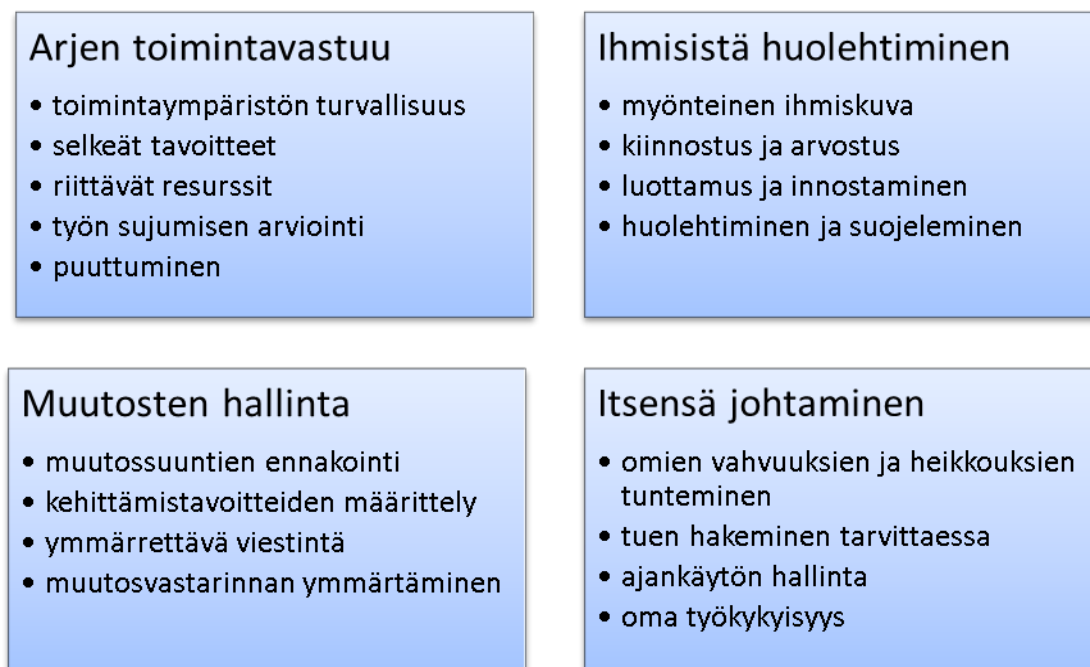 Arjen toimintavastuu
• toimintaympäristön turvallisuus
• selkeät tavoitteet
• riittävät resurssit
• työn sujumisen arviointi
• puuttuminen
Ihmisistä huolehtiminen
• myönteinen ihmiskuva
• kiinnostus ja arvostus
• luottamus ja innostaminen
• huolehtiminen ja suojeleminen
Muutosten hallinta
• muutossuuntien ennakointi
• kehittämistavoitteiden määrittely
• ymmärrettävä viestintä
• muutosvastarinnan ymmärtäminen
Itsensä johtaminen
• omien vahvuuksien ja heikkouksien
tunteminen
• tuen hakeminen tarvittaessa
• ajankäytön hallinta
• oma työkykyisyys